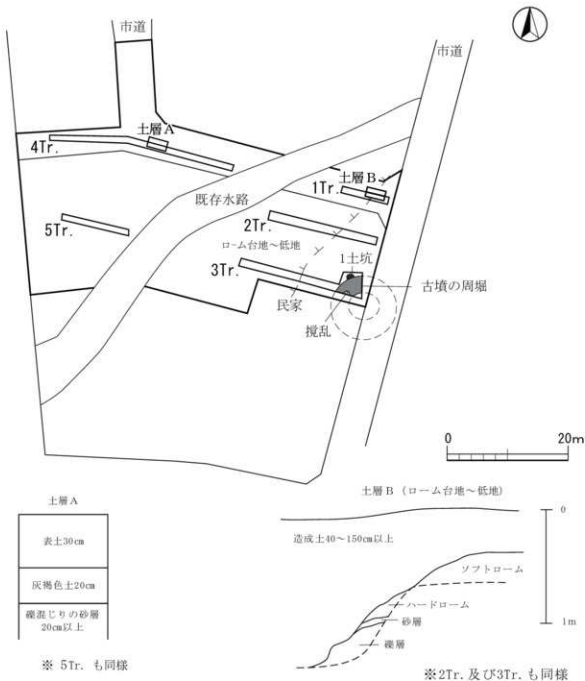 市道
市道
土層A
4Tr.
土層B
1Tr.
既存水路
2Tr.
5Tr.
ローム台地～低地
1土坑
3Tr.
古墳の周堀
民家
撹乱
0 20m
土層A
表土30cm
灰褐色土20cm
礫混じりの砂層
20cm以上
※ 5Tr. も同様
土層B (ローム台地～低地)
0
造成土40～150cm以上
ソフトローム
ハードローム
砂層
1m
礫層
※2Tr. 及び3Tr. も同様